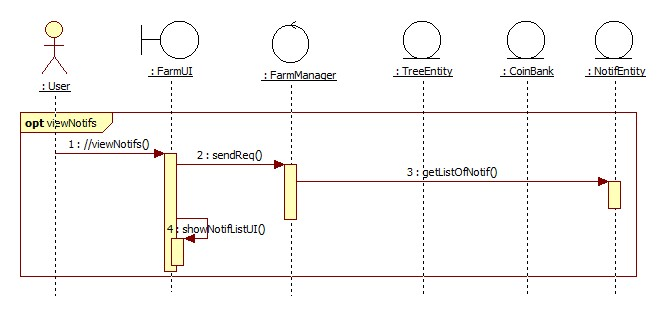 : User
: FarmUI
: FarmManager
: TreeEntity
: CoinBank
: NotifEntity
opt viewNotifs
1 : //viewNotifs()
2 : sendReq()
3 : getListOfNotif()
4 : showNotifListUI()